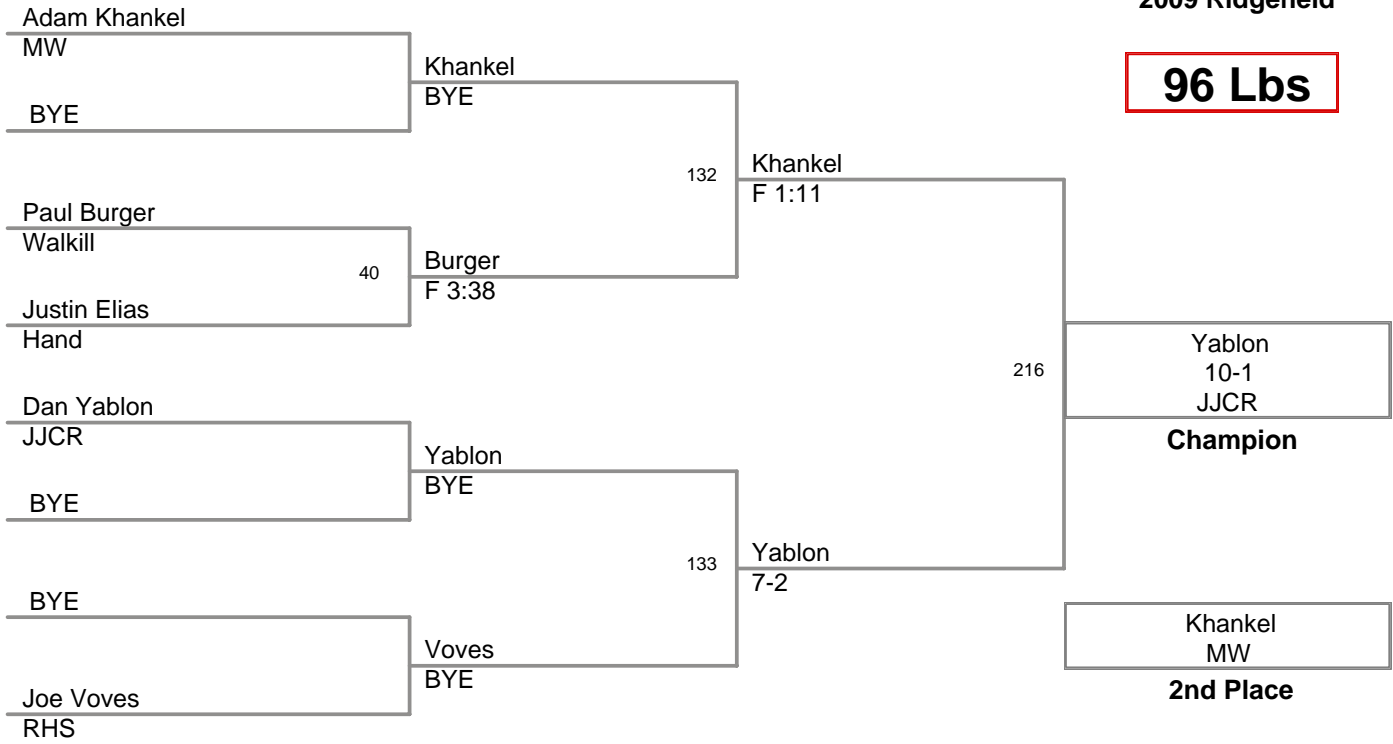 2009 Ridgefield
96 Lbs
Adam Khankel
MW
BYE
Paul Burger
Walkill
40
Justin Elias
Hand
Dan Yablon
JJCR
BYE
BYE
Joe Voves
RHS
Khankel
BYE
132
Burger
F 3:38
Yablon
BYE
133
Voves
BYE
Khankel
F 1:11
216
Yablon
7-2
Yablon
10-1
JJCR
Champion
Khankel
MW
2nd Place